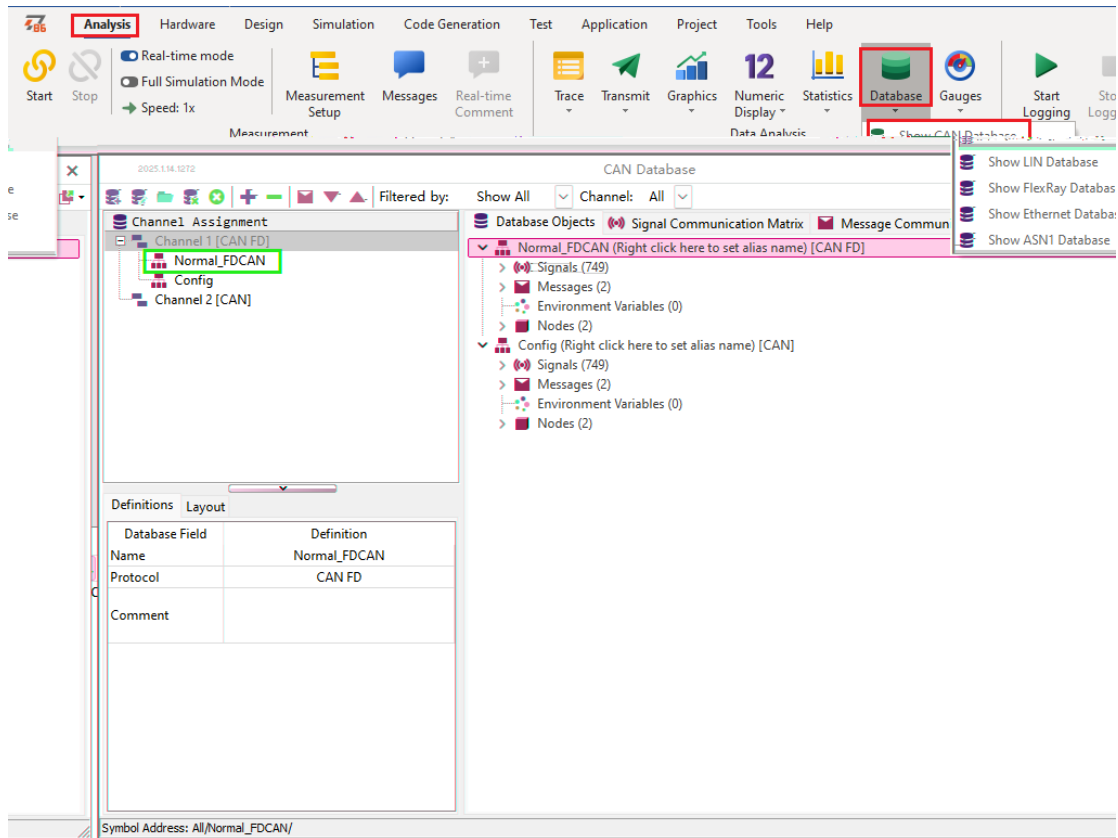 Analysis Hardware Design Simulation Code Generation Test Application Project Tools Help
Start
Stop
Real-time mode
Full Simulation Mode
Speed: 1x
Measurement
Setup
Messages
Real-time
Comment
Trace
Transmit
Graphics
Numeric
Display
12
Statistics
Database
Gauges
Start
Logging
Measurement
Data Analysis
Show CAN Database
Show LIN Database
Show FlexRay Databas
Show Ethernet Databas
Show ASN1 Database
2025.1.14.1272
CAN Database
Filtered by: Show All Channel: All
Channel Assignment
Channel 1 [CAN FD]
Normal_FDCAN
Config
Channel 2 [CAN]
Database Objects Signal Communication Matrix Message Commun
Normal_FDCAN (Right click here to set alias name) [CAN FD]
Signals (749)
Messages (2)
Environment Variables (0)
Nodes (2)
Config (Right click here to set alias name) [CAN]
Signals (749)
Messages (2)
Environment Variables (0)
Nodes (2)
Definitions Layout
Database Field Definition
Name Normal_FDCAN
Protocol CAN FD
Comment
Symbol Address: All/Normal_FDCAN/